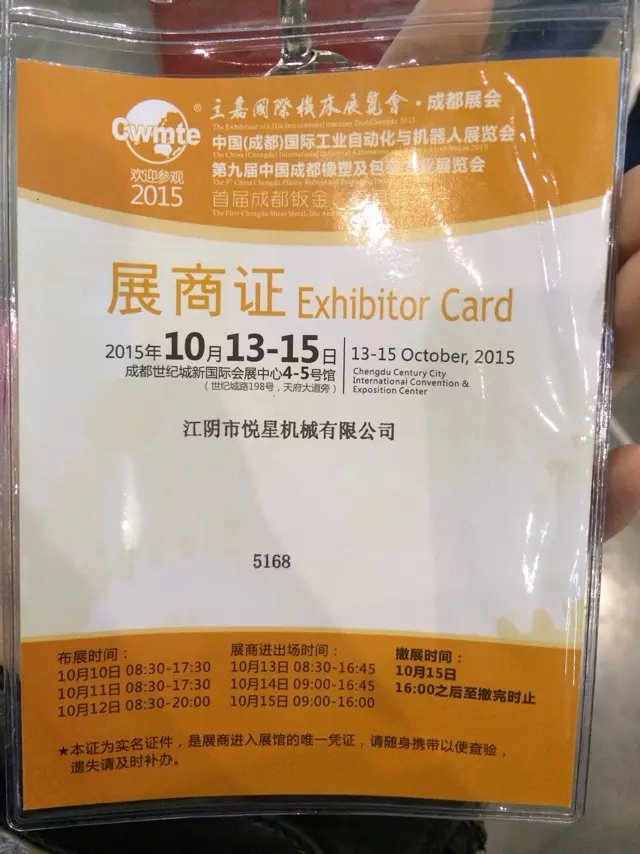 Cwmte®
欢迎参观
2015
立嘉國際機床展覽會·成都展会
中国(成都)国际工业自动化与机器人展览会
第九届中国成都橡塑及包装工业展览会
首届成都钣金
展商证 Exhibitor Card
2015年10月13-15日
成都世纪城新国际会展中心4-5号馆
(世纪城路198号，天府大道旁)
13-15 October, 2015
Chengdu Century City
International Convention &
Exposition Center
江阴市悦星机械有限公司
5168
布展时间：
10月10日 08:30-17:30
10月11日 08:30-17:30
10月12日 08:30-20:00
展商进出场时间：
10月13日 08:30-16:45
10月14日 09:00-16:45
10月15日 09:00-16:00
撤展时间：
10月15日
16:00之后至撤完时止
★本证为实名证件，是展商进入展馆的唯一凭证，请随身携带以便查验，
遗失请及时补办。